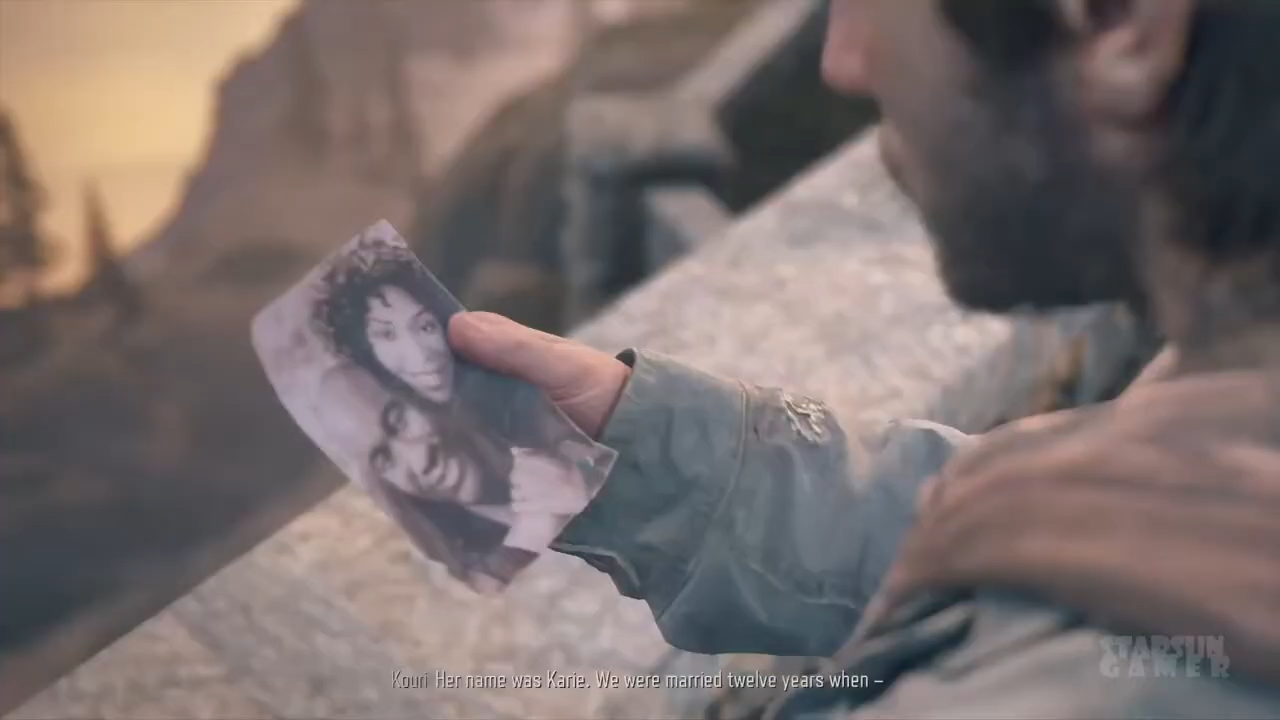 Kouri Her name was Karie. We were married twelve years when –
STARSUN
GAMER